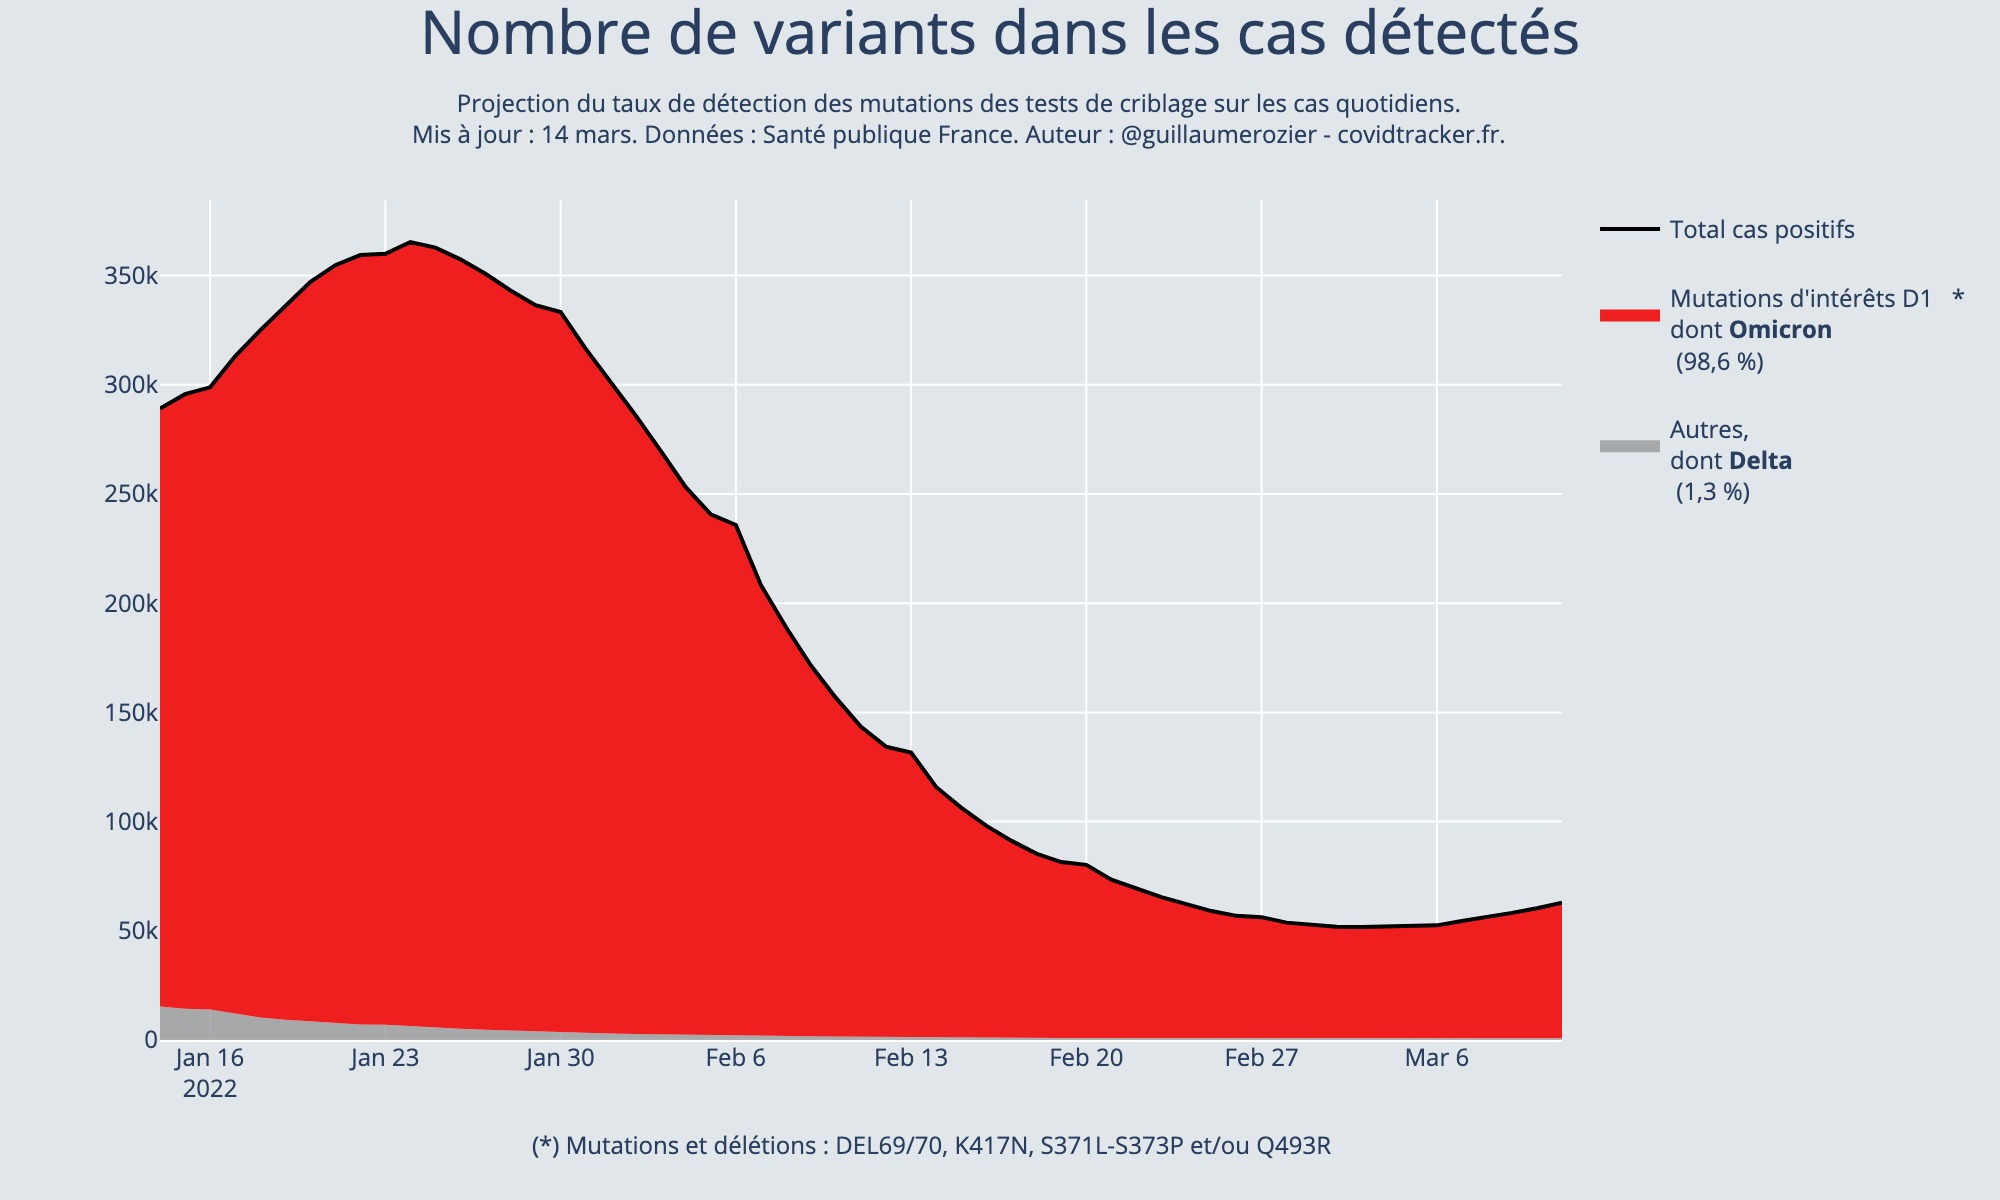 Nombre de variants dans les cas détectés
Projection du taux de détection des mutations des tests de criblage sur les cas quotidiens.
Mis à jour : 14 mars. Données : Santé publique France. Auteur : @guillaumerozier - covidtracker.fr.
350k
300k
250k
200k
150k
100k
50k
0
Jan 16 Jan 23 Jan 30 Feb 6 Feb 13 Feb 20 Feb 27 Mar 6
2022
Total cas positifs
Mutations d'intérêts D1 *
dont Omicron
(98,6 %)
Autres,
dont Delta
(1,3 %)
(*) Mutations et délétions : DEL69/70, K417N, S371L-S373P et/ou Q493R